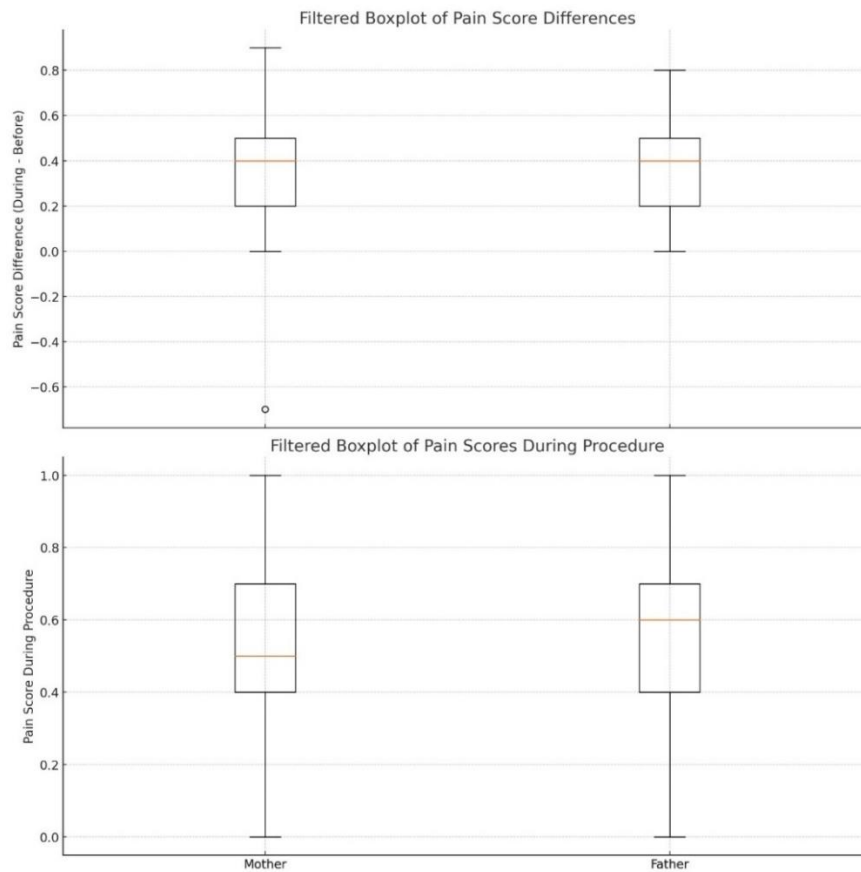 Filtered Boxplot of Pain Score Differences
Pain Score Difference (During - Before)
0.8
0.6
0.4
0.2
0.0
−0.2
−0.4
−0.6
Filtered Boxplot of Pain Scores During Procedure
Pain Score During Procedure
1.0
0.8
0.6
0.4
0.2
0.0
Mother
Father